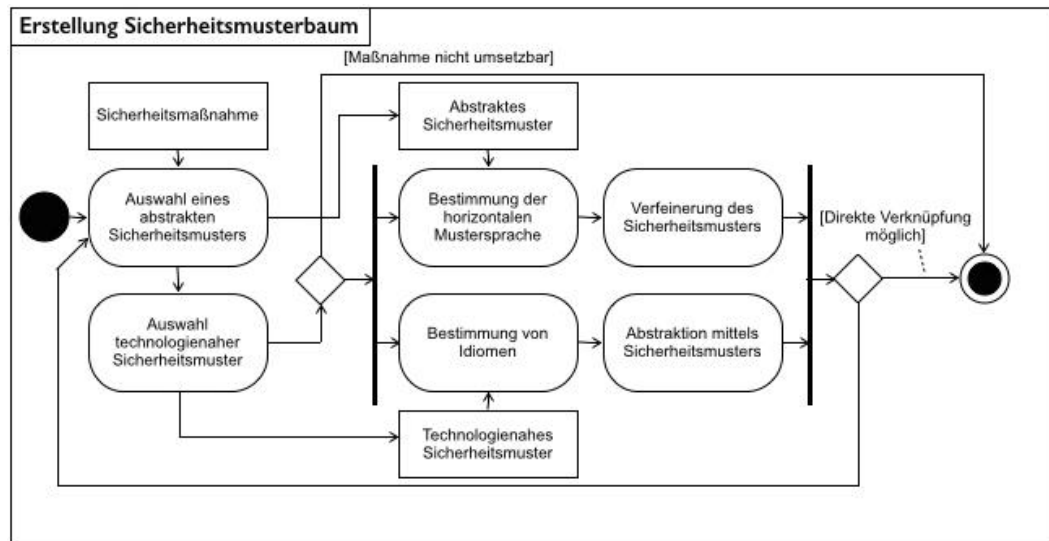 Erstellung Sicherheitsmusterbaum
[Maßnahme nicht umsetzbar]
Sicherheitsmaßnahme
Abstraktes
Sicherheitsmuster
Auswahl eines
abstrakten
Sicherheitsmusters
Bestimmung der
horizontalen
Mustersprache
Verfeinerung des
Sicherheitsmusters
[Direkte Verknüpfung
möglich]
Auswahl
technologienaher
Sicherheitsmuster
Bestimmung von
Idiomen
Abstraktion mittels
Sicherheitsmusters
Technologienahes
Sicherheitsmuster